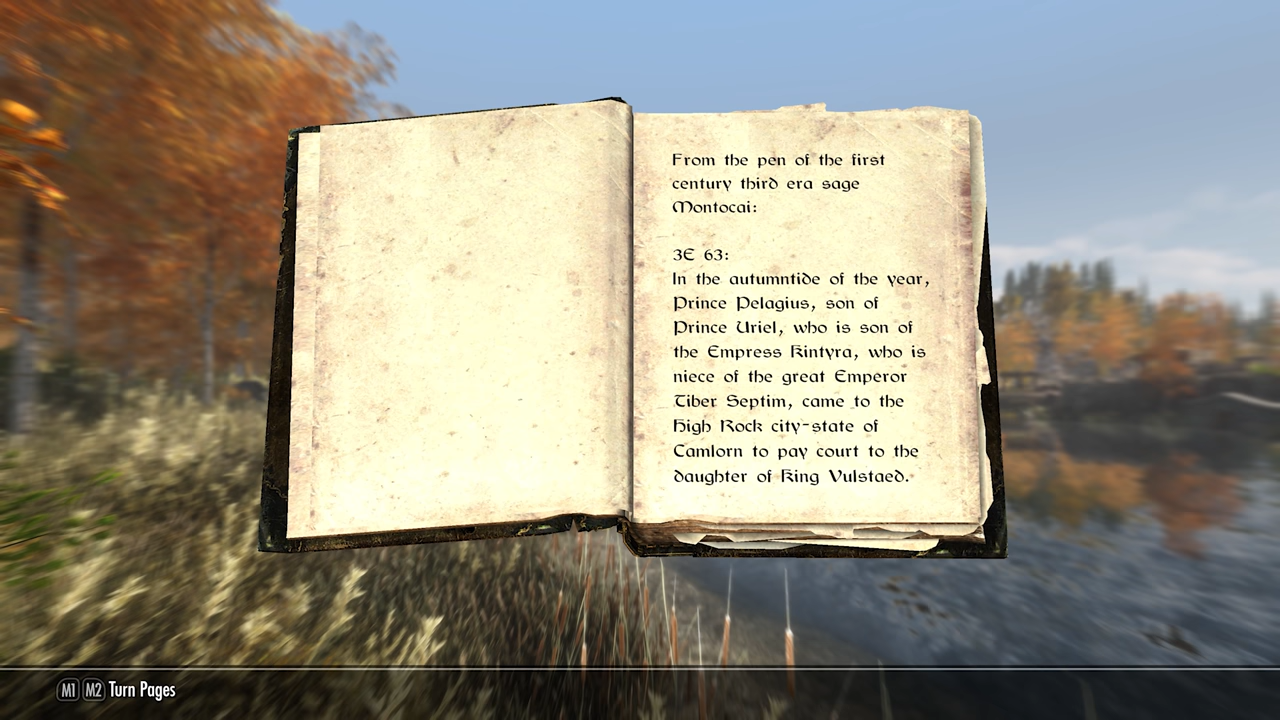 From the pen of the first
century third era sage
Montocai:
3E 63:
In the autumntide of the year,
Prince Pelagius, son of
Prince Uriel, who is son of
the Empress Kintyra, who is
niece of the great Emperor
Tiber Septim, came to the
High Rock city-state of
Camlorn to pay court to the
daughter of King Vulstaed.
M1 M2 Turn Pages